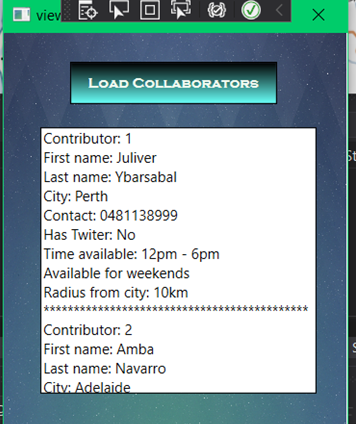 view
LOAD COLLABORATORS
Contributor: 1
First name: Juliver
Last name: Ybarsabal
City: Perth
Contact: 0481138999
Has Twiter: No
Time available: 12pm - 6pm
Available for weekends
Radius from city: 10km
******************************************
Contributor: 2
First name: Amba
Last name: Navarro
City: Adelaide